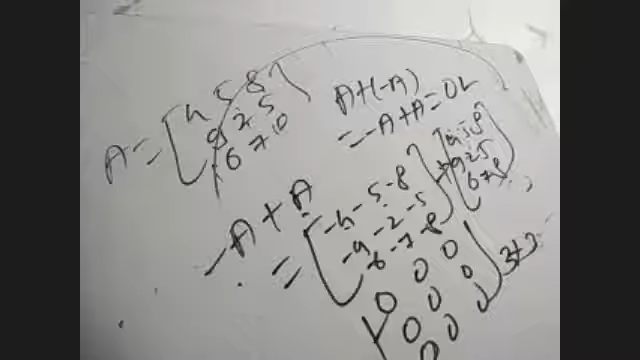 A = [4 5 8
9 2 5
6 7 10]
A+(-A)
= -A+A = 0
-A + A
= [-4 -5 -8
-9 -2 -5
-6 -7 -8] + [4 5 8
9 2 5
6 7 8]
0 0 0
0 0 0
0 0